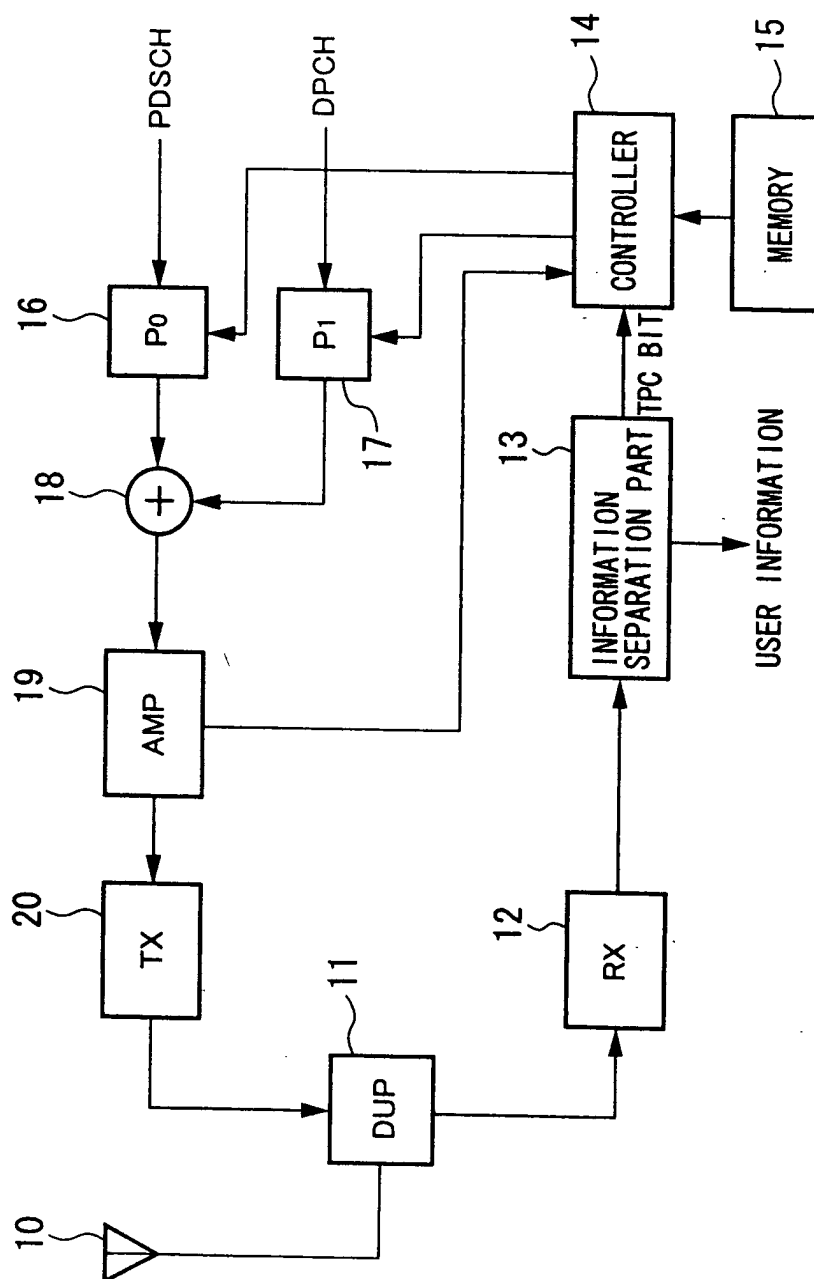 10
11
DUP
20
TX
19
AMP
18
+
16
P0
PDSCH
17
P1
DPCH
12
RX
13
INFORMATION
SEPARATION PART
TPC BIT
USER INFORMATION
14
CONTROLLER
15
MEMORY